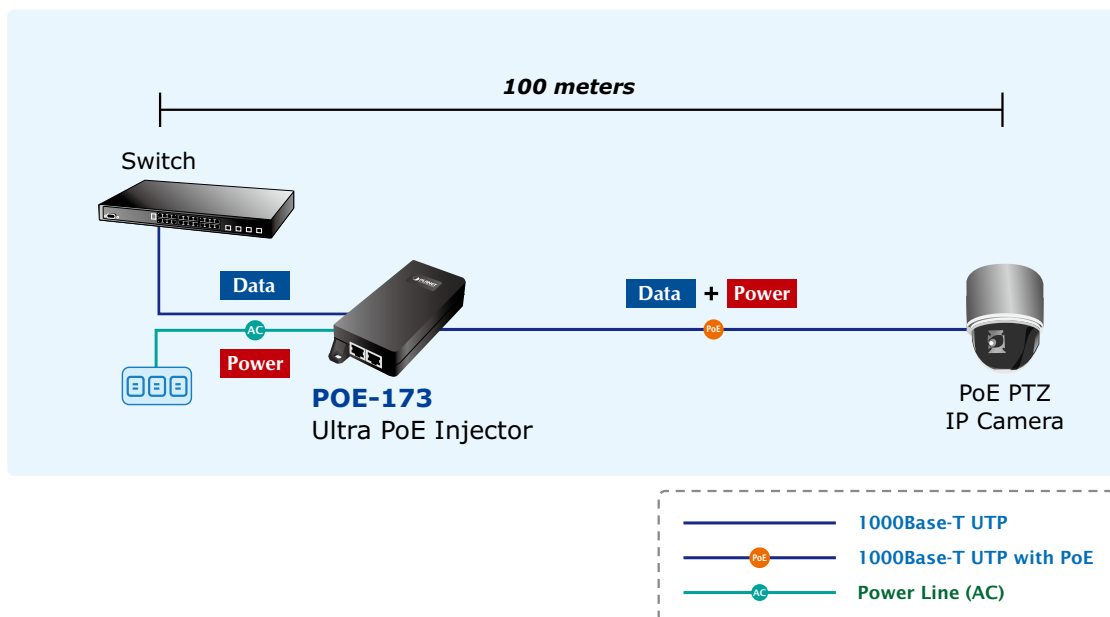 100 meters
Switch
Data
Data + Power
AC
PoE
Power
POE-173
Ultra PoE Injector
PoE PTZ
IP Camera
1000Base-T UTP
PoE
1000Base-T UTP with PoE
AC
Power Line (AC)